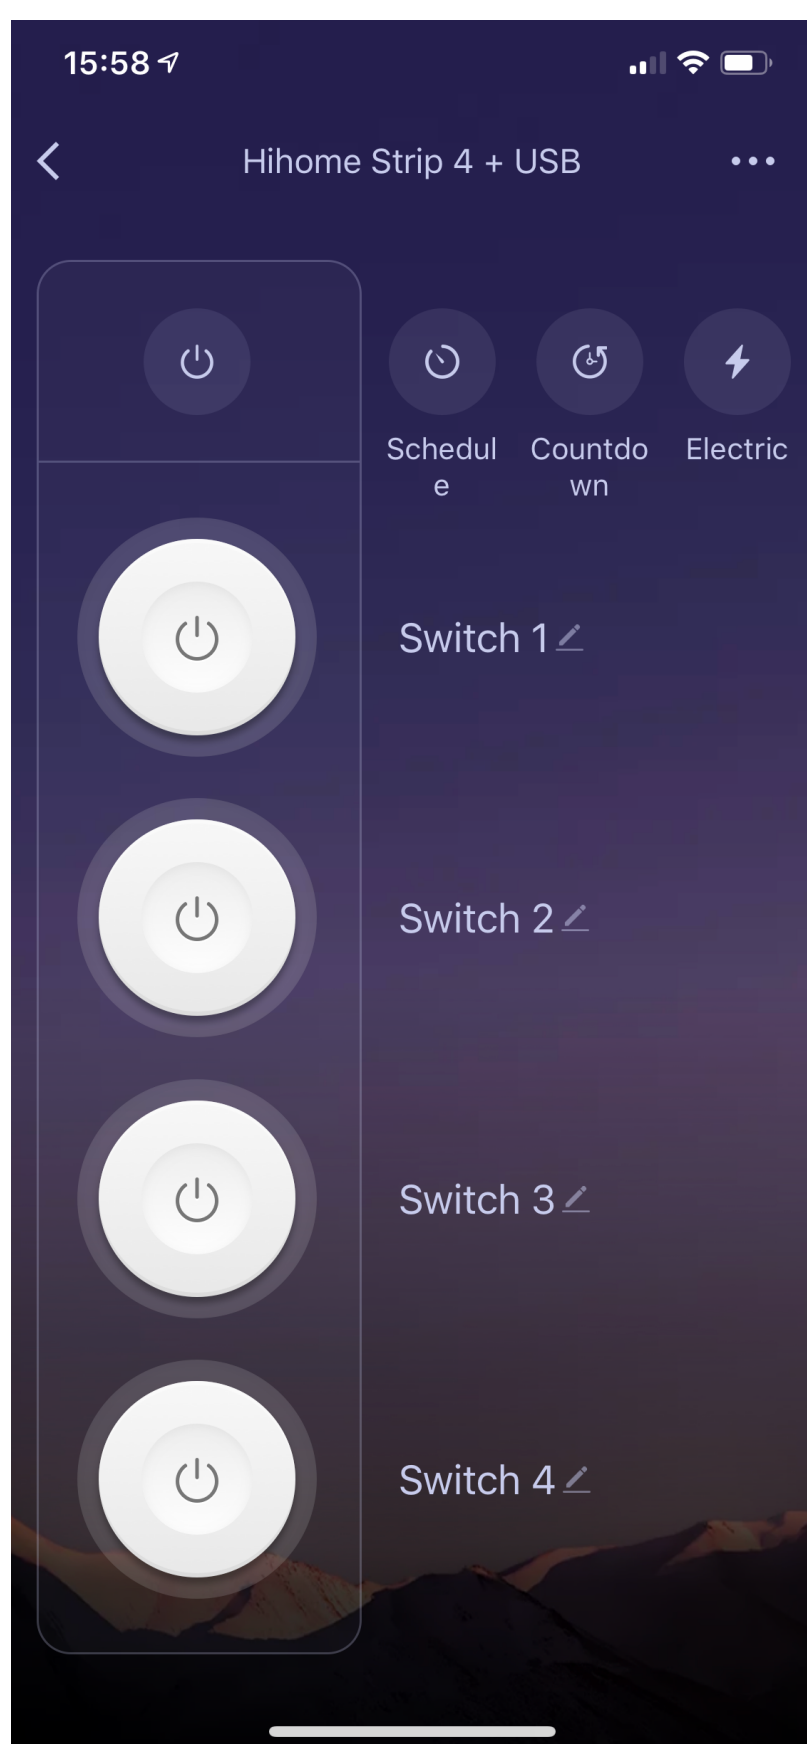 15:58
Hihome Strip 4 + USB
Schedul
e
Countdo
wn
Electric
Switch 1
Switch 2
Switch 3
Switch 4